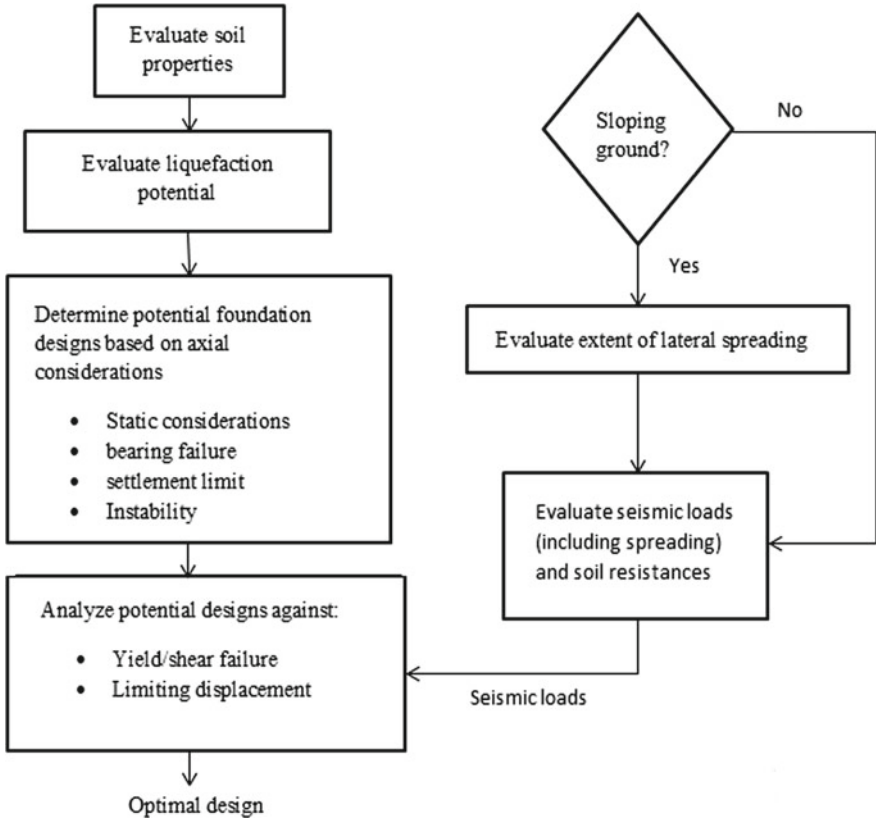 Evaluate soil
properties
Evaluate liquefaction
potential
Determine potential foundation
designs based on axial
considerations
• Static considerations
• bearing failure
• settlement limit
• Instability
Analyze potential designs against:
• Yield/shear failure
• Limiting displacement
Optimal design
Sloping
ground?
No
Yes
Evaluate extent of lateral spreading
Evaluate seismic loads
(including spreading)
and soil resistances
Seismic loads